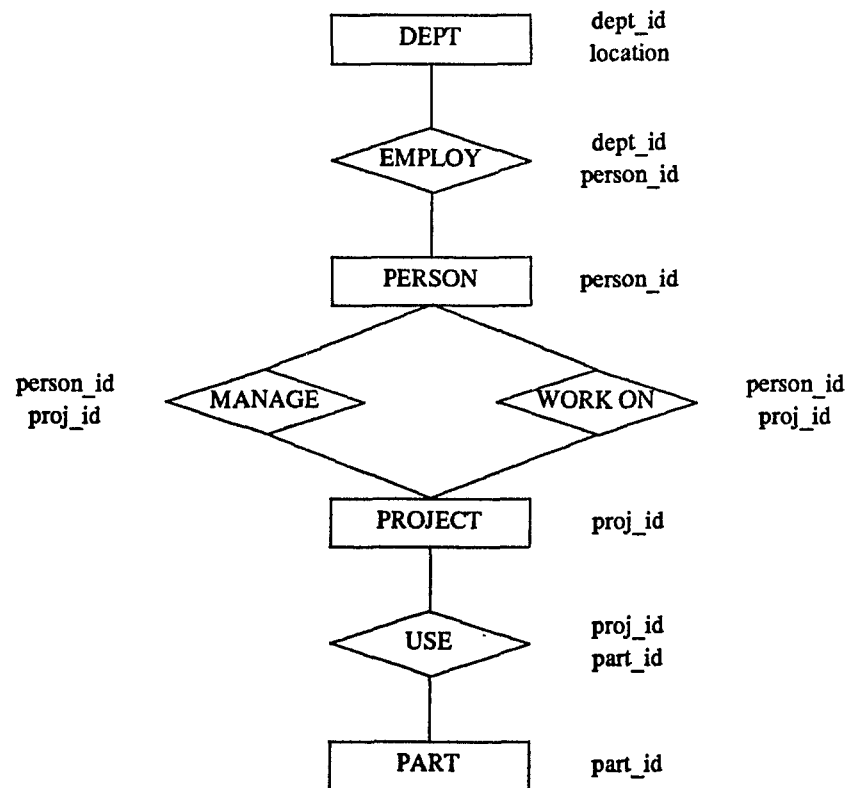 DEPT
dept_id
location
EMPLOY
dept_id
person_id
PERSON
person_id
person_id
proj_id
MANAGE
WORK ON
person_id
proj_id
PROJECT
proj_id
USE
proj_id
part_id
PART
part_id